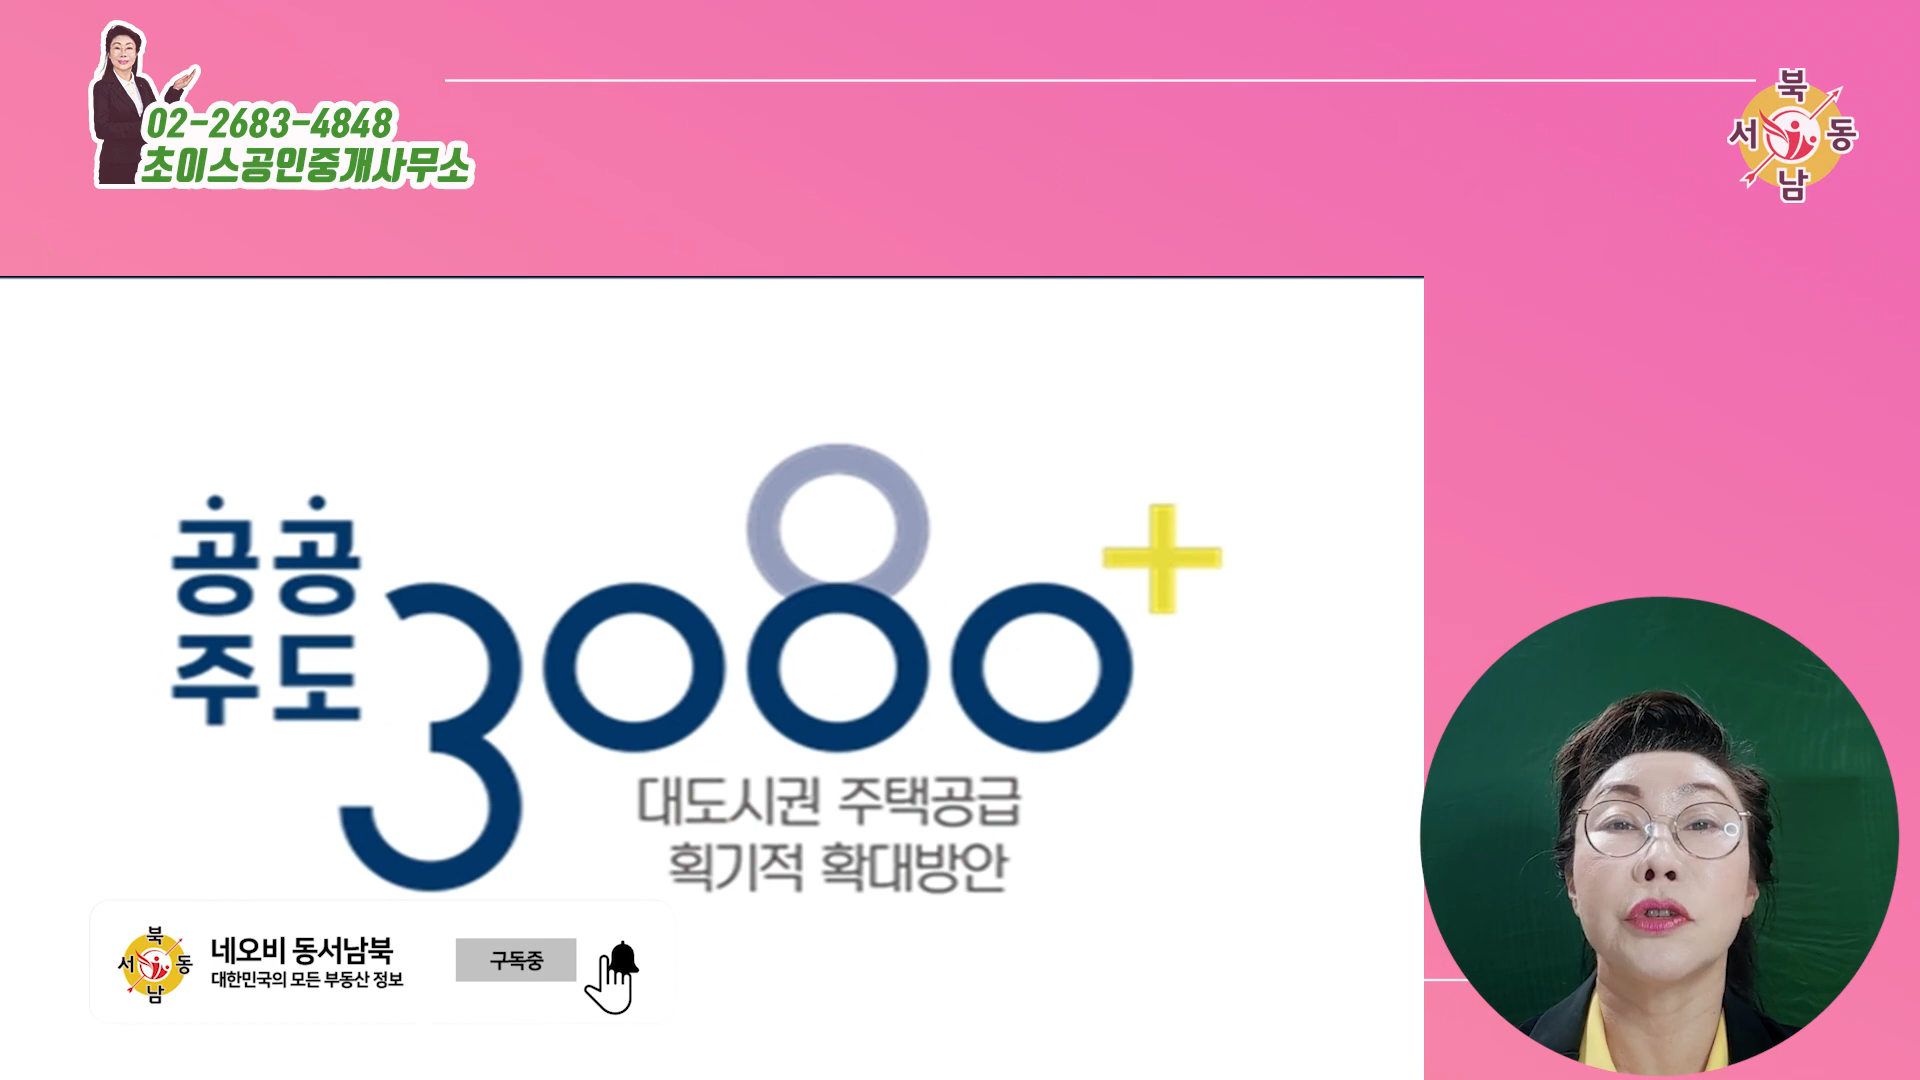 02-2683-4848
초이스공인중개사무소
북
서 동
남
공공
주도
3080+
대도시권 주택공급
획기적 확대방안
북
서 동
남
네오비 동서남북
대한민국의 모든 부동산 정보
구독중